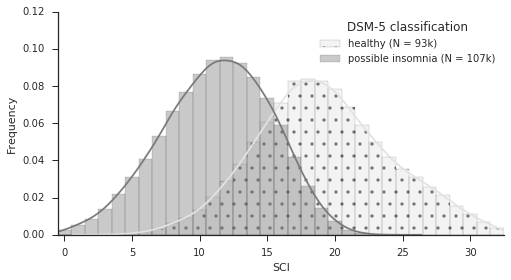 0.12
0.10
0.08
0.06
0.04
0.02
0.00
Frequency
DSM-5 classification
healthy (N = 93k)
possible insomnia (N = 107k)
0 5 10 15 20 25 30
SCI